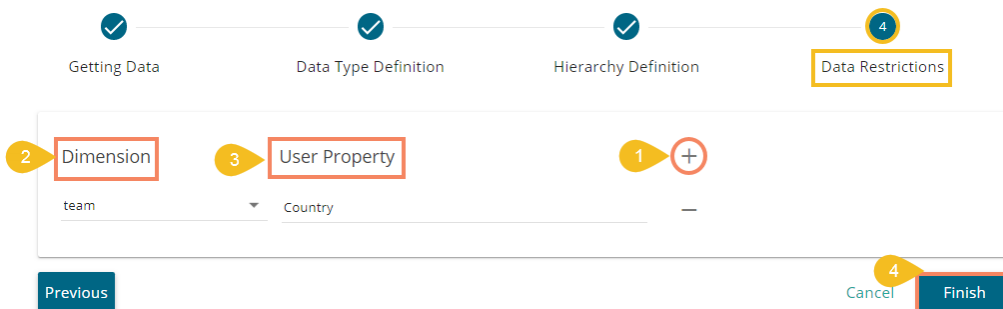 4
Getting Data Data Type Definition Hierarchy Definition Data Restrictions
2 Dimension 3 User Property 1 +
team Country −
4
Previous Cancel Finish